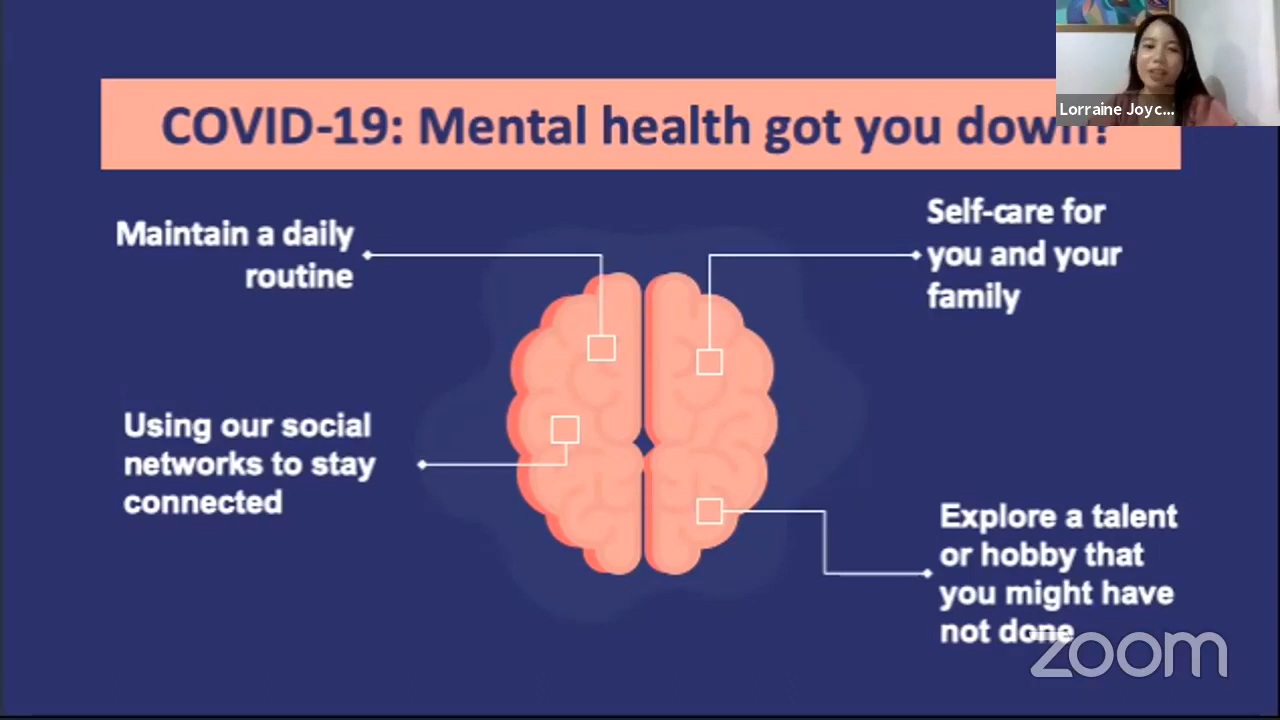 COVID-19: Mental health got you down?
Lorraine Joyc...
Maintain a daily
routine
Self-care for
you and your
family
Using our social
networks to stay
connected
Explore a talent
or hobby that
you might have
not done
zoom